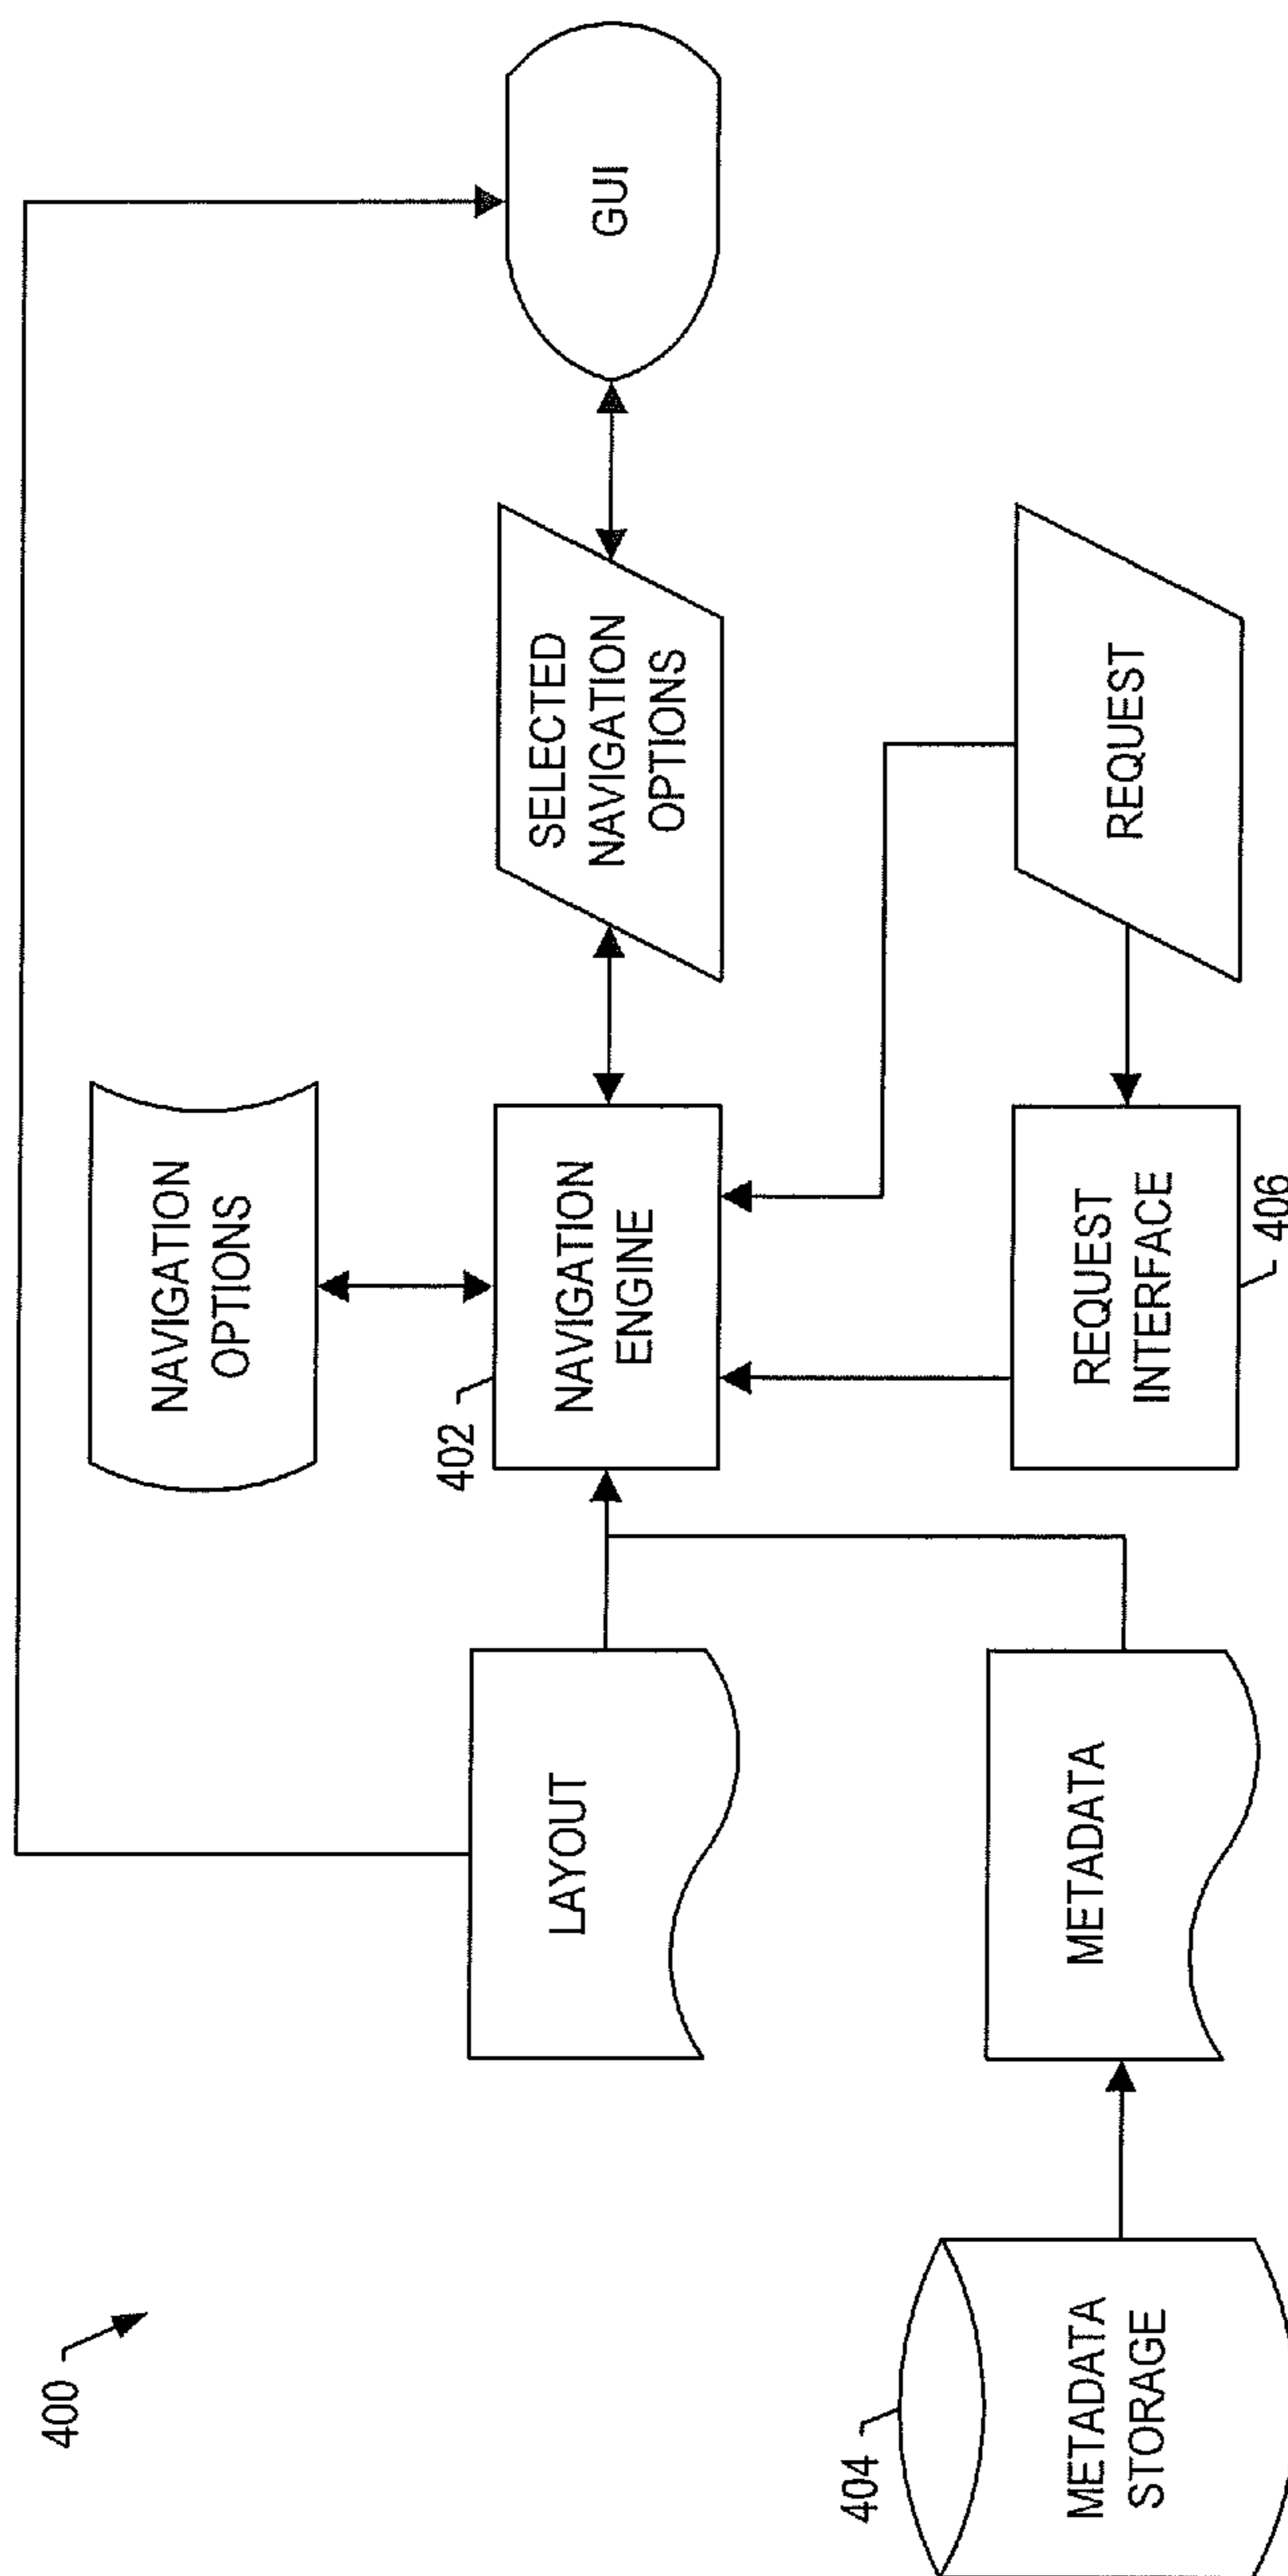 400
NAVIGATION
OPTIONS
LAYOUT
402
NAVIGATION
ENGINE
SELECTED
NAVIGATION
OPTIONS
GUI
404
METADATA
STORAGE
METADATA
REQUEST
INTERFACE
406
REQUEST